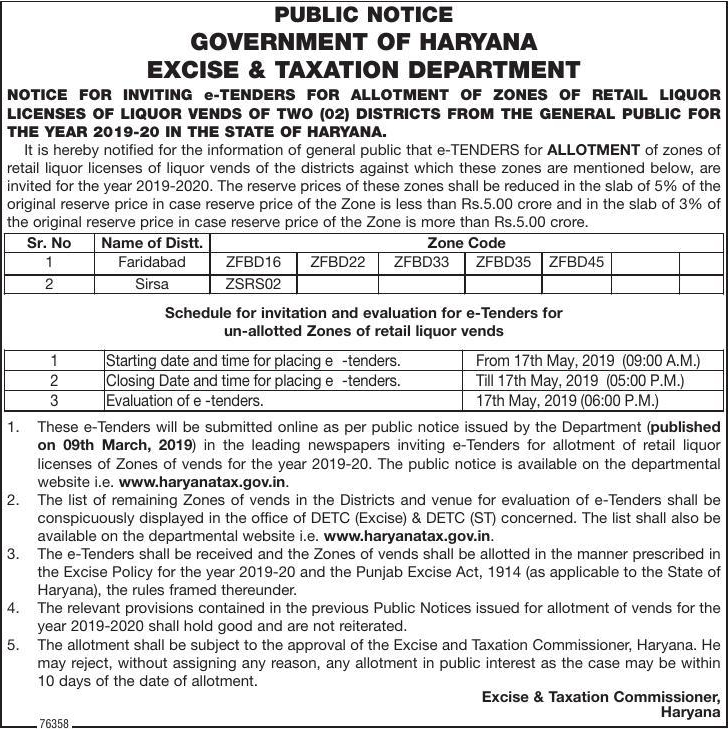 PUBLIC NOTICE
GOVERNMENT OF HARYANA
EXCISE & TAXATION DEPARTMENT
NOTICE FOR INVITING e-TENDERS FOR ALLOTMENT OF ZONES OF RETAIL LIQUOR
LICENSES OF LIQUOR VENDS OF TWO (02) DISTRICTS FROM THE GENERAL PUBLIC FOR
THE YEAR 2019-20 IN THE STATE OF HARYANA.
It is hereby notified for the information of general public that e-TENDERS for ALLOTMENT of zones of
retail liquor licenses of liquor vends of the districts against which these zones are mentioned below, are
invited for the year 2019-2020. The reserve prices of these zones shall be reduced in the slab of 5% of the
original reserve price in case reserve price of the Zone is less than Rs.5.00 crore and in the slab of 3% of
the original reserve price in case reserve price of the Zone is more than Rs.5.00 crore.
Sr. No Name of Distt. Zone Code
1 Faridabad ZFBD16 ZFBD22 ZFBD33 ZFBD35 ZFBD45
2 Sirsa ZSRS02
Schedule for invitation and evaluation for e-Tenders for
un-allotted Zones of retail liquor vends
1 Starting date and time for placing e -tenders. From 17th May, 2019 (09:00 A.M.)
2 Closing Date and time for placing e -tenders. Till 17th May, 2019 (05:00 P.M.)
3 Evaluation of e -tenders. 17th May, 2019 (06:00 P.M.)
1. These e-Tenders will be submitted online as per public notice issued by the Department (published
on 09th March, 2019) in the leading newspapers inviting e-Tenders for allotment of retail liquor
licenses of Zones of vends for the year 2019-20. The public notice is available on the departmental
website i.e. www.haryanatax.gov.in.
2. The list of remaining Zones of vends in the Districts and venue for evaluation of e-Tenders shall be
conspicuously displayed in the office of DETC (Excise) & DETC (ST) concerned. The list shall also be
available on the departmental website i.e. www.haryanatax.gov.in.
3. The e-Tenders shall be received and the Zones of vends shall be allotted in the manner prescribed in
the Excise Policy for the year 2019-20 and the Punjab Excise Act, 1914 (as applicable to the State of
Haryana), the rules framed thereunder.
4. The relevant provisions contained in the previous Public Notices issued for allotment of vends for the
year 2019-2020 shall hold good and are not reiterated.
5. The allotment shall be subject to the approval of the Excise and Taxation Commissioner, Haryana. He
may reject, without assigning any reason, any allotment in public interest as the case may be within
10 days of the date of allotment.
Excise & Taxation Commissioner,
Haryana
76358